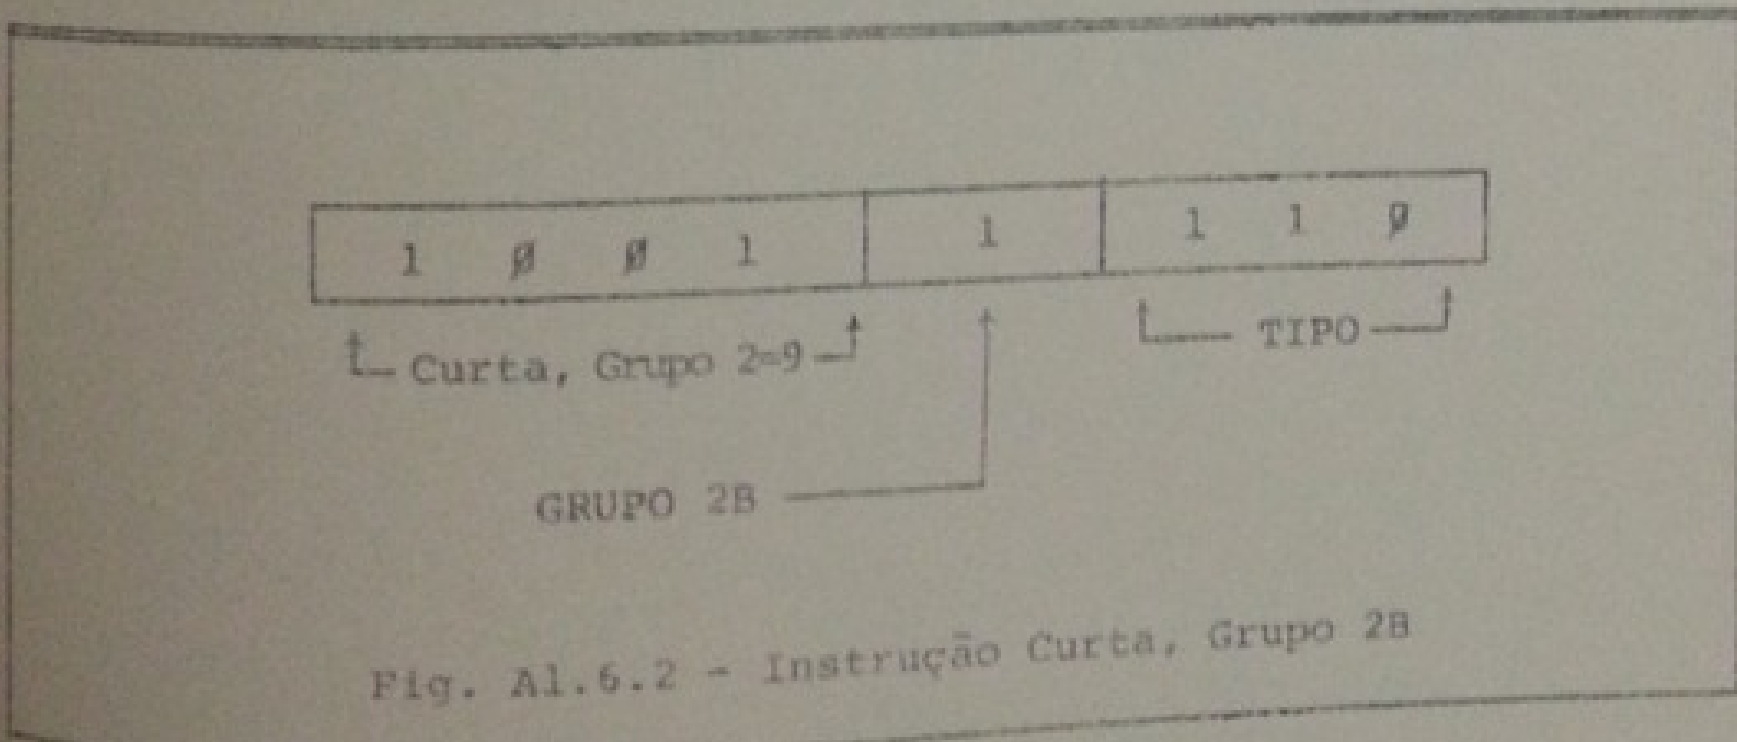 1 Ø Ø 1 1 1 1 Ø
Curta, Grupo 2=9 TIPO
GRUPO 2B
Fig. A1.6.2 - Instrução Curta, Grupo 2B